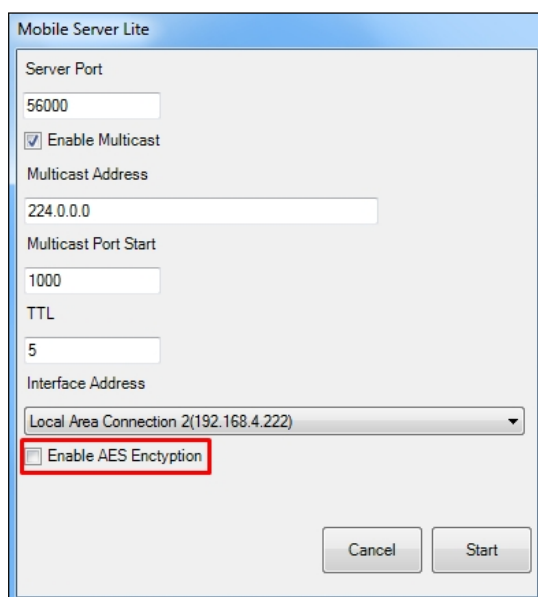 Mobile Server Lite
Server Port
56000
Enable Multicast
Multicast Address
224.0.0.0
Multicast Port Start
1000
TTL
5
Interface Address
Local Area Connection 2(192.168.4.222)
Enable AES Enctyption
Cancel Start